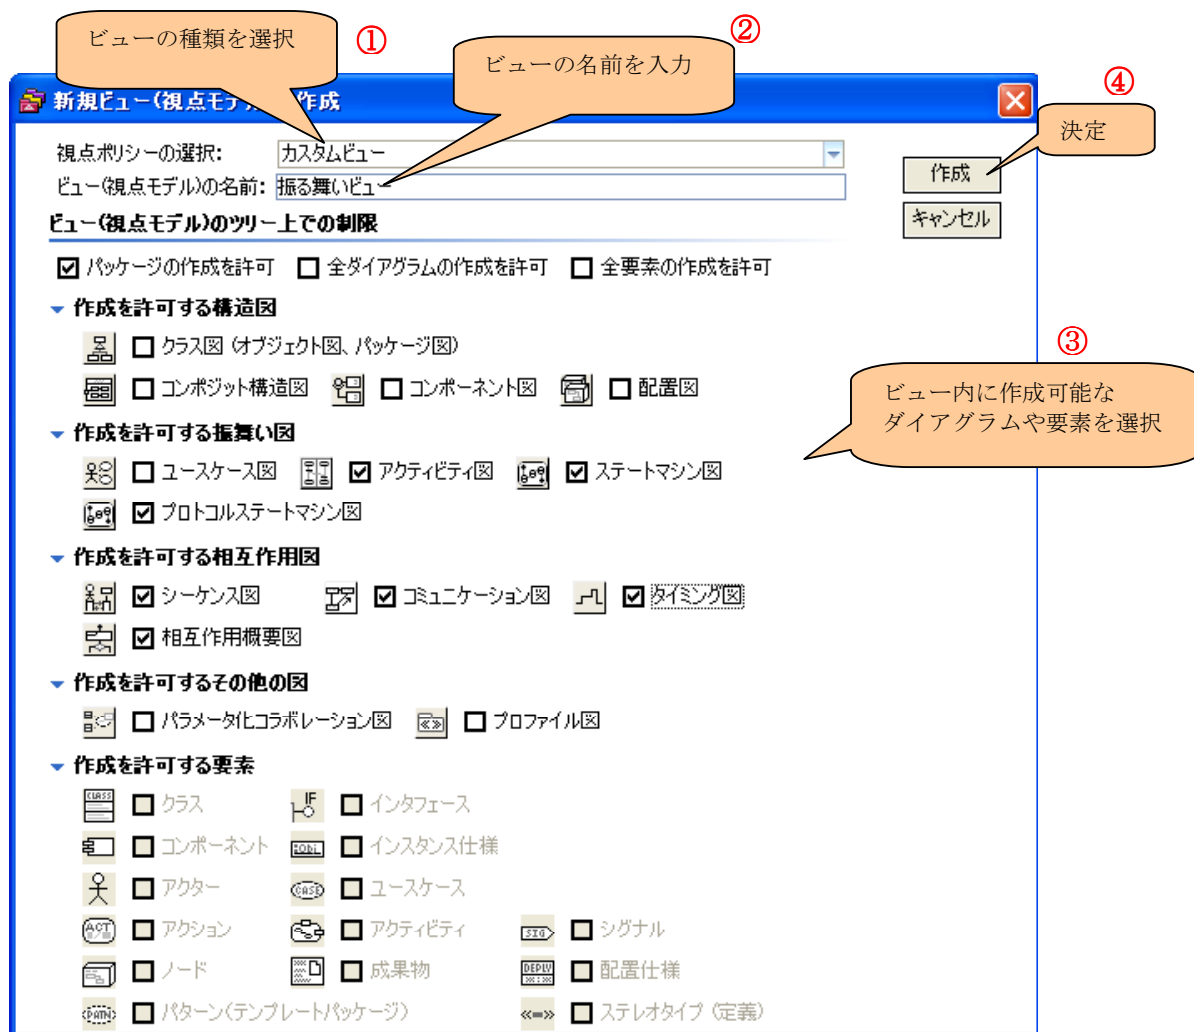 ビューの種類を選択
①
ビューの名前を入力
②
新規ビュー(視点モデ
作成
④
決定
視点ポリシーの選択:
カスタムビュー
ビュー(視点モデル)の名前:
振る舞いビュー
作成
キャンセル
ビュー(視点モデル)のツリー上での制限
パッケージの作成を許可 全ダイアグラムの作成を許可 全要素の作成を許可
作成を許可する構造図
クラス図 (オブジェクト図、パッケージ図)
コンポジット構造図 コンポーネント図 配置図
③
ビュー内に作成可能な
ダイアグラムや要素を選択
作成を許可する振舞い図
ユースケース図 アクティビティ図 ステートマシン図
プロトコルステートマシン図
作成を許可する相互作用図
シーケンス図 コミュニケーション図 タイミング図
相互作用概要図
作成を許可するその他の図
パラメータ化コラボレーション図 プロファイル図
作成を許可する要素
CLASS クラス IF インタフェース
コンポーネント :OBJ インスタンス仕様
アクター CASE ユースケース
ACT アクション アクティビティ SIG シグナル
ノード 成果物 DEPLY 配置仕様
PATN パターン(テンプレートパッケージ) «=» ステレオタイプ (定義)